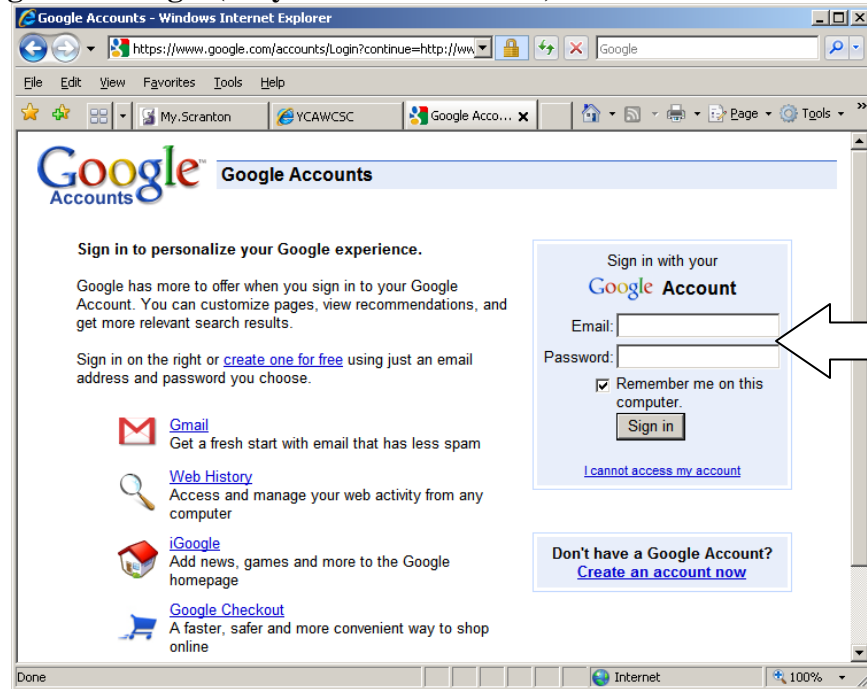 Google Accounts - Windows Internet Explorer
https://www.google.com/accounts/Login?continue=http://ww
Google
File Edit View Favorites Tools Help
My.Scranton
YCAWCSC
Google Acco...
Page
Tools
»
Google™
Accounts
Google Accounts
Sign in to personalize your Google experience.
Google has more to offer when you sign in to your Google
Account. You can customize pages, view recommendations, and
get more relevant search results.
Sign in on the right or create one for free using just an email
address and password you choose.
Gmail
Get a fresh start with email that has less spam
Web History
Access and manage your web activity from any
computer
iGoogle
Add news, games and more to the Google
homepage
Google Checkout
A faster, safer and more convenient way to shop
online
Sign in with your
Google Account
Email:
Password:
Remember me on this
computer.
Sign in
I cannot access my account
Don't have a Google Account?
Create an account now
Done
Internet
100%